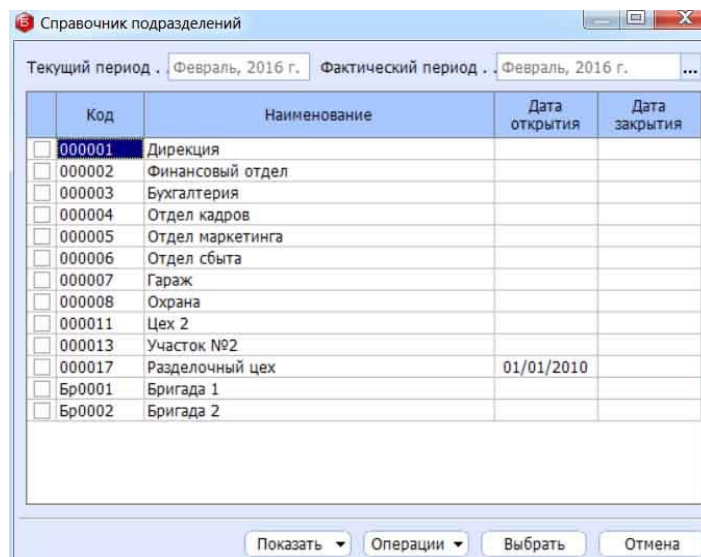 Справочник подразделений
Текущий период . . Февраль, 2016 г. Фактический период . . Февраль, 2016 г. ...
Код Наименование Дата открытия Дата закрытия
000001 Дирекция
000002 Финансовый отдел
000003 Бухгалтерия
000004 Отдел кадров
000005 Отдел маркетинга
000006 Отдел сбыта
000007 Гараж
000008 Охрана
000011 Цех 2
000013 Участок №2
000017 Разделочный цех 01/01/2010
Бр0001 Бригада 1
Бр0002 Бригада 2
Показать Операции Выбрать Отмена